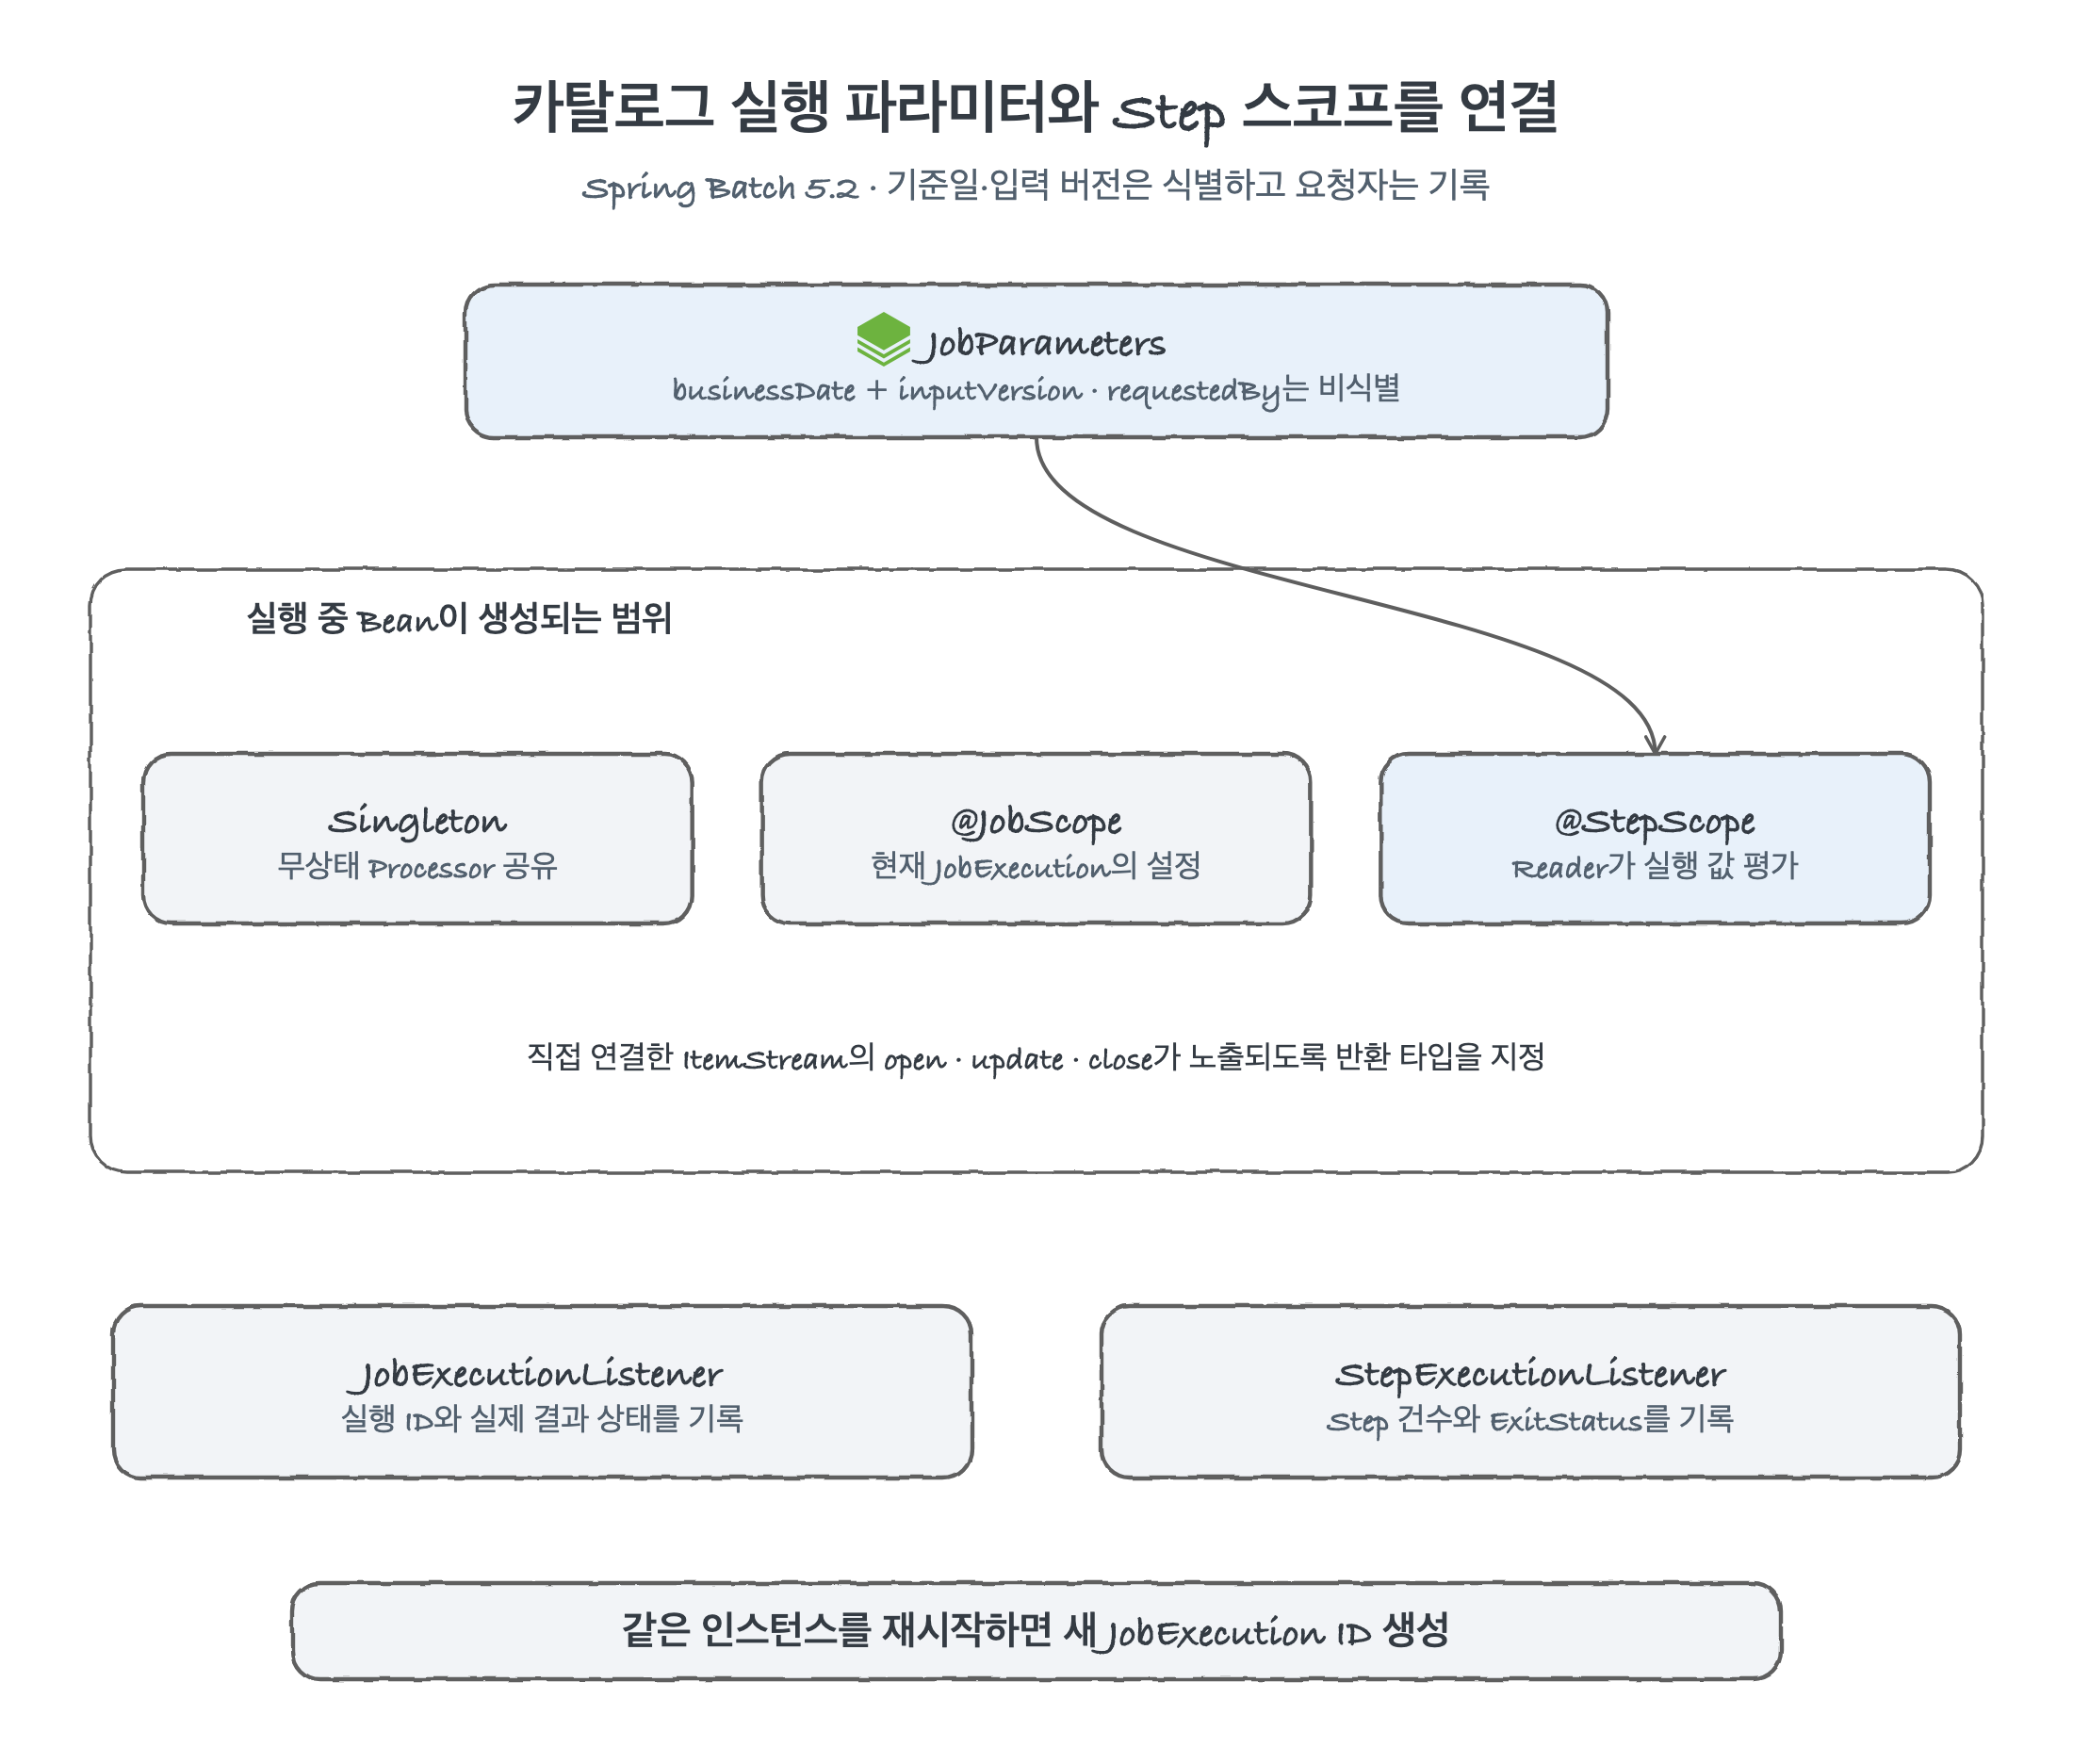 카탈로그 실행 파라미터와 Step 스코프를 연결
Spring Batch 5.2 · 기준일·입력 버전은 식별하고 요청자는 기록
JobParameters
businessDate + inputVersion · requestedBy는 비식별
실행 중 Bean이 생성되는 범위
Singleton
무상태 Processor 공유
@JobScope
현재 JobExecution의 설정
@StepScope
Reader가 실행 값 평가
직접 연결한 ItemStream의 open · update · close가 노출되도록 반환 타입을 지정
JobExecutionListener
실행 ID와 실제 결과 상태를 기록
StepExecutionListener
Step 건수와 ExitStatus를 기록
같은 인스턴스를 재시작하면 새 JobExecution ID 생성